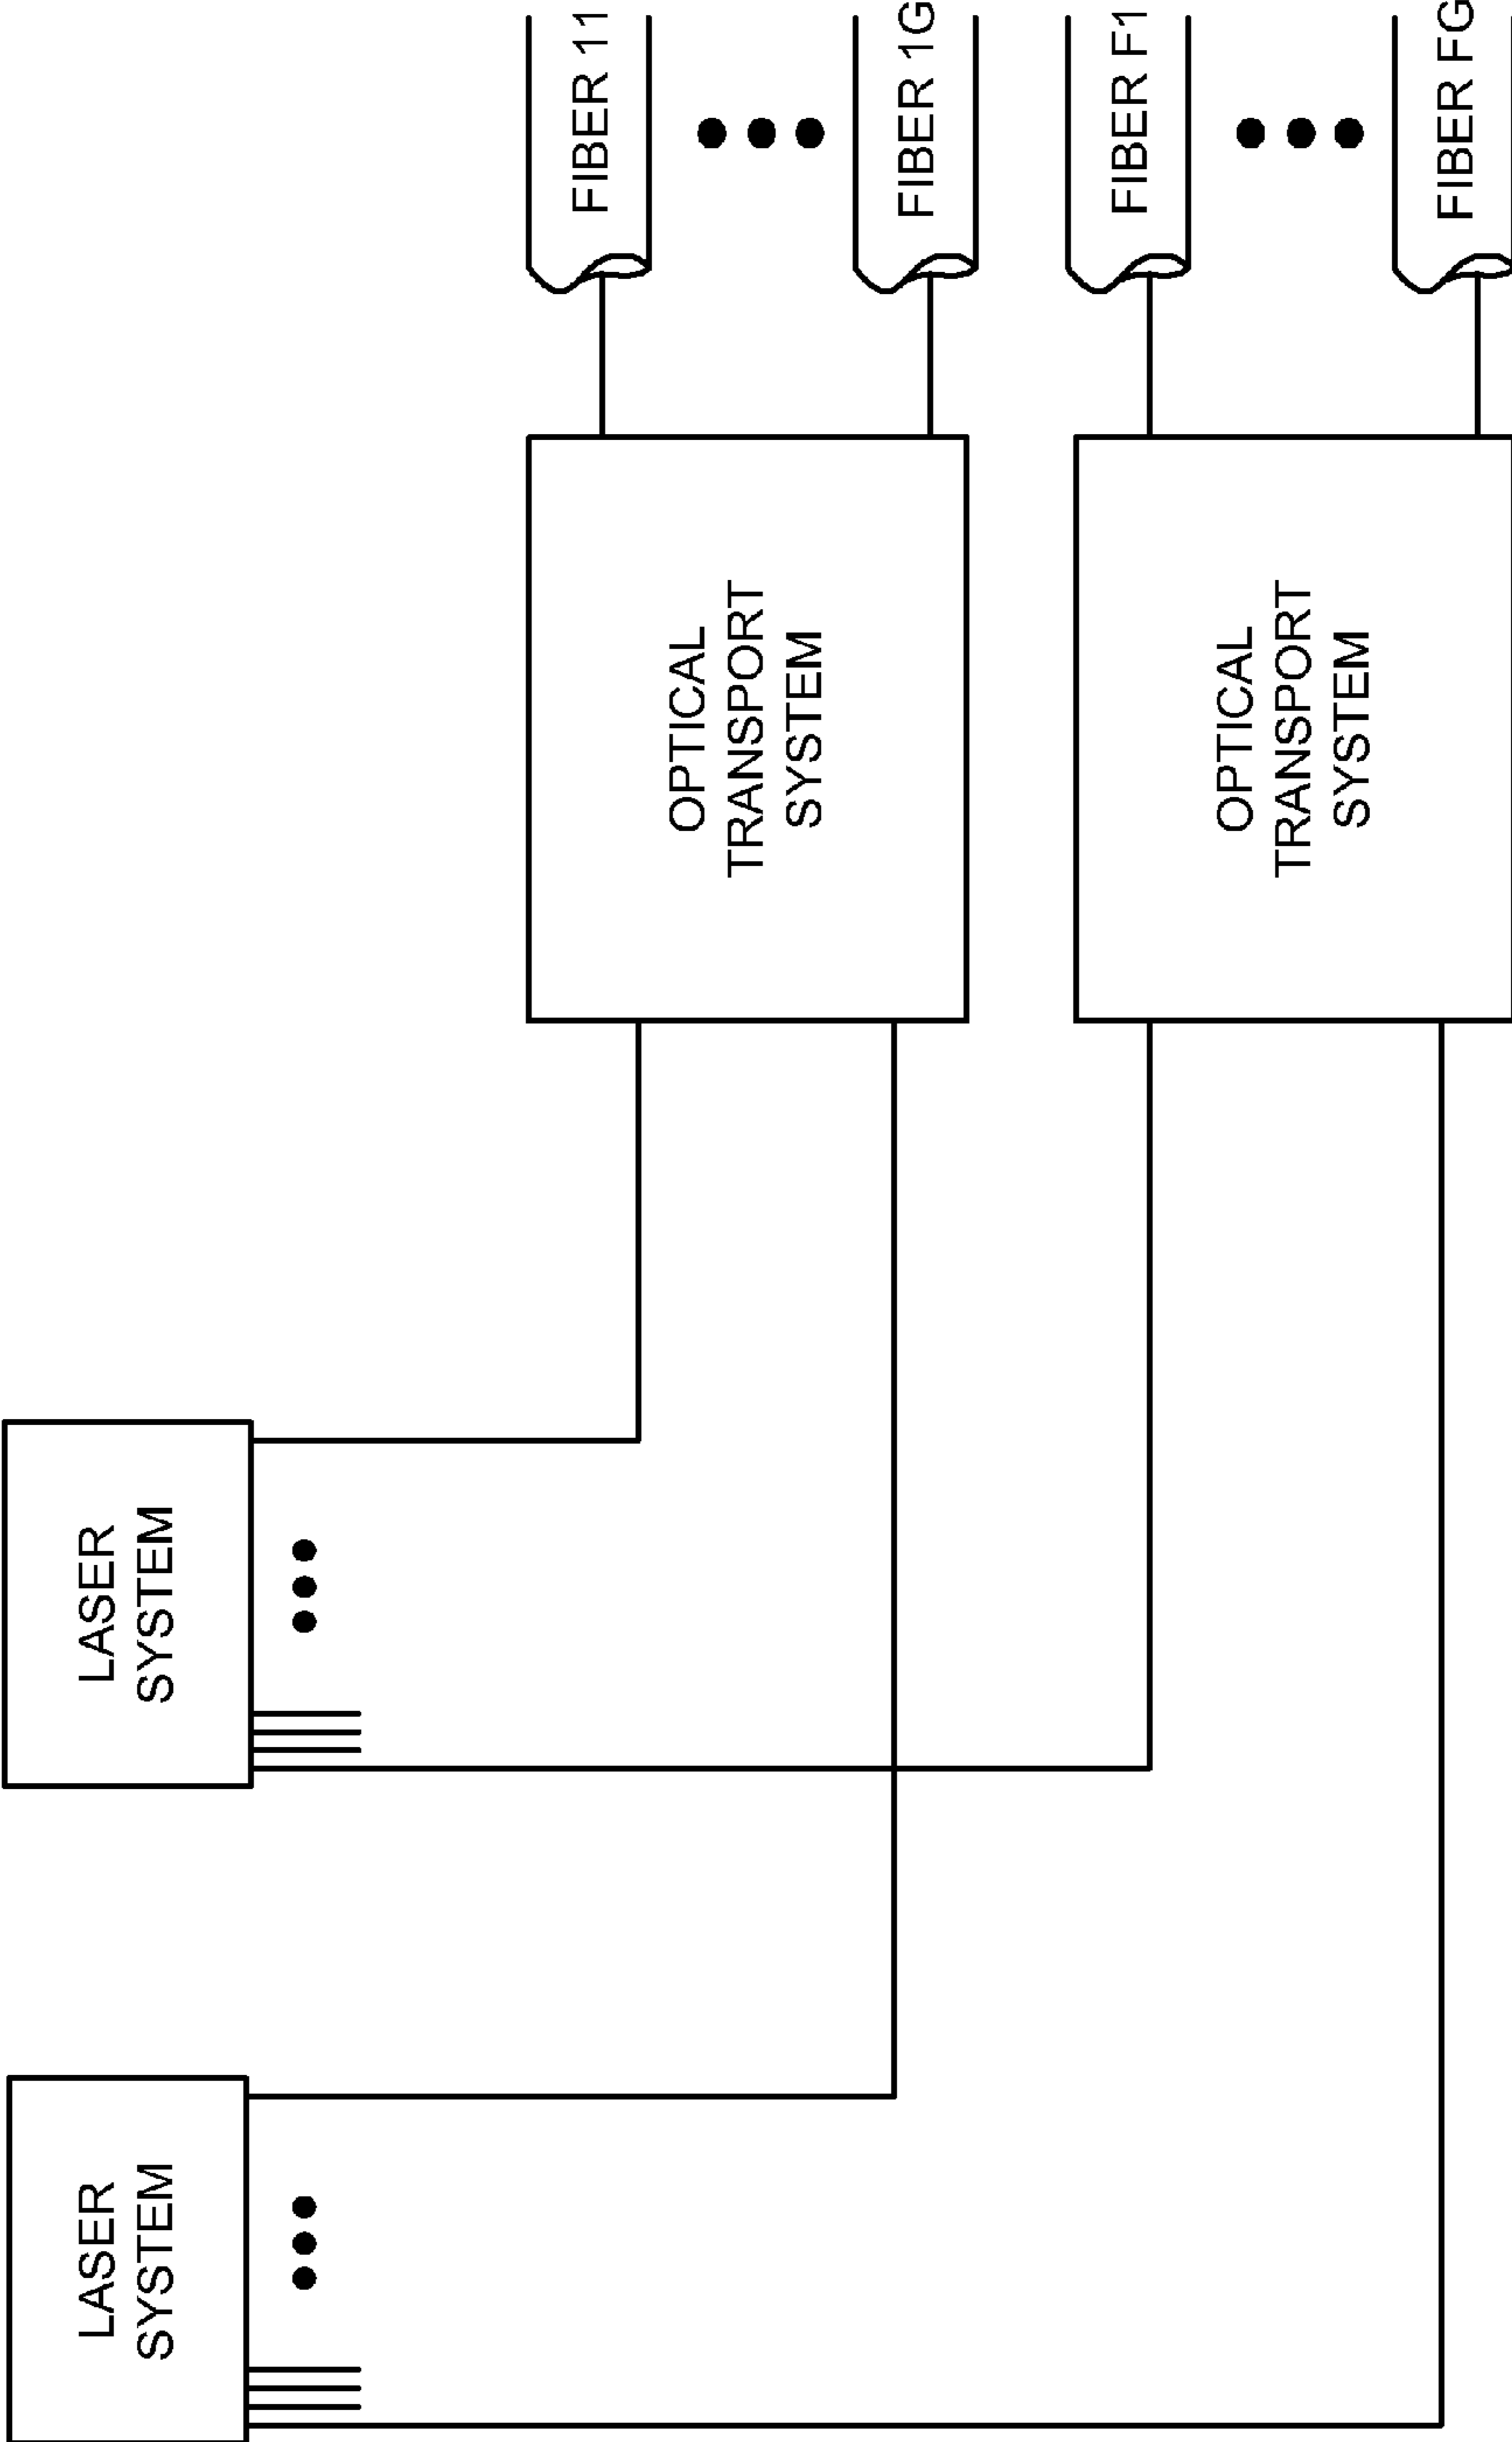 LASER
SYSTEM
LASER
SYSTEM
OPTICAL
TRANSPORT
SYSTEM
OPTICAL
TRANSPORT
SYSTEM
FIBER 11
FIBER 1G
FIBER F1
FIBER FG